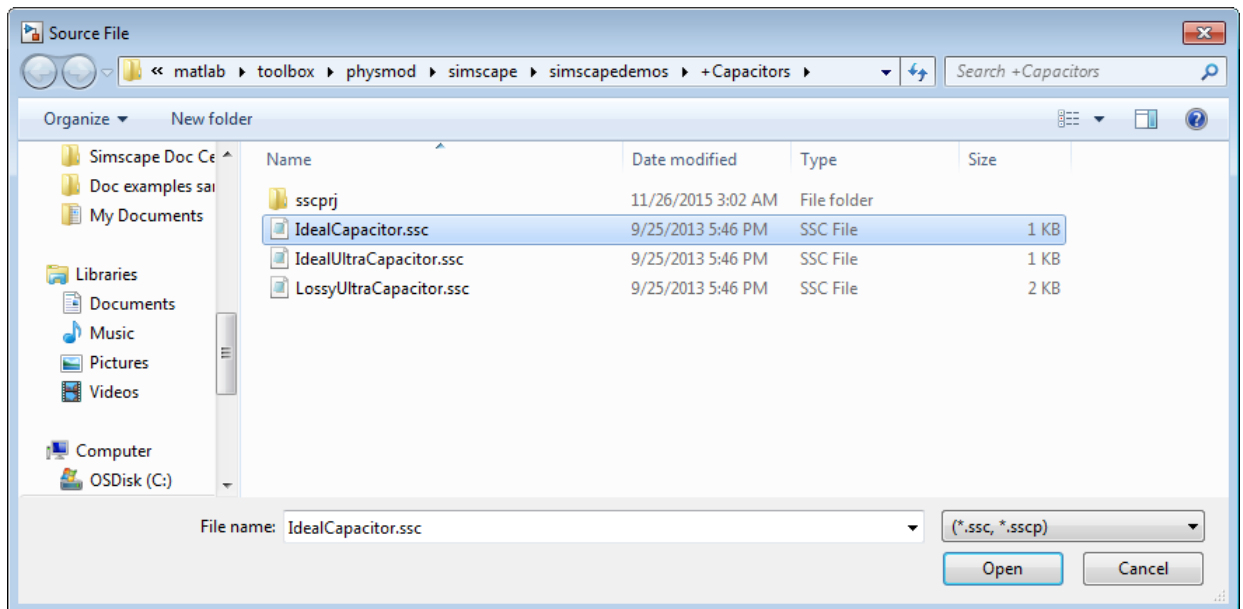 Source File
« matlab ▸ toolbox ▸ physmod ▸ simscape ▸ simscapedemos ▸ +Capacitors ▸
Search +Capacitors
Organize ▾ New folder
Simscape Doc Ce
Doc examples sa
My Documents
Libraries
Documents
Music
Pictures
Videos
Computer
OSDisk (C:)
Name Date modified Type Size
sscprj 11/26/2015 3:02 AM File folder
IdealCapacitor.ssc 9/25/2013 5:46 PM SSC File 1 KB
IdealUltraCapacitor.ssc 9/25/2013 5:46 PM SSC File 1 KB
LossyUltraCapacitor.ssc 9/25/2013 5:46 PM SSC File 2 KB
File name: IdealCapacitor.ssc
(*.ssc, *.sscp)
Open Cancel